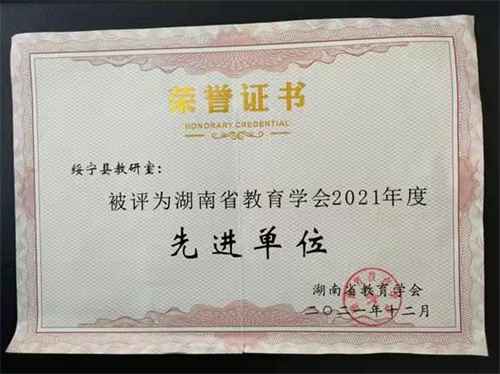 荣誉证书
HONORARY CREDENTIAL
绥宁县教研室：
被评为湖南省教育学会2021年度
先进单位
湖南省教育学会
二〇二一年十二月